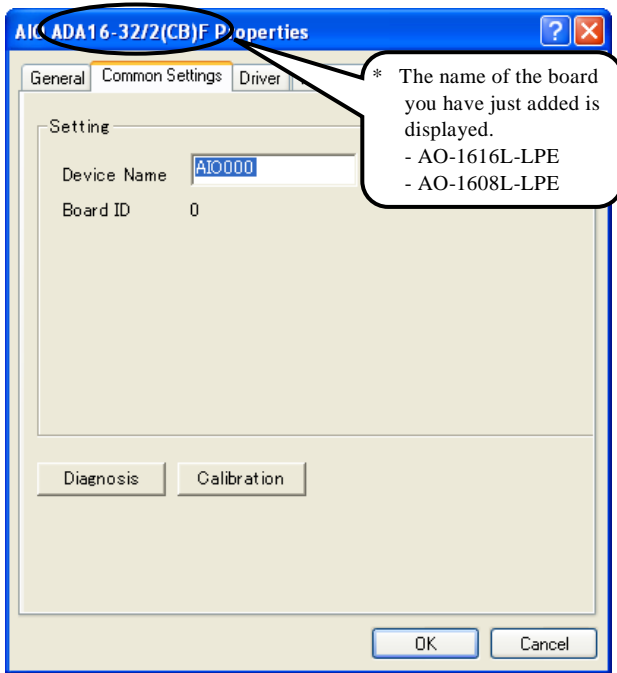 AIO ADA16-32/2(CB)F Properties
General
Common Settings
Driver
* The name of the board
you have just added is
displayed.
- AO-1616L-LPE
- AO-1608L-LPE
Setting
Device Name AIO000
Board ID 0
Diagnosis
Calibration
OK
Cancel